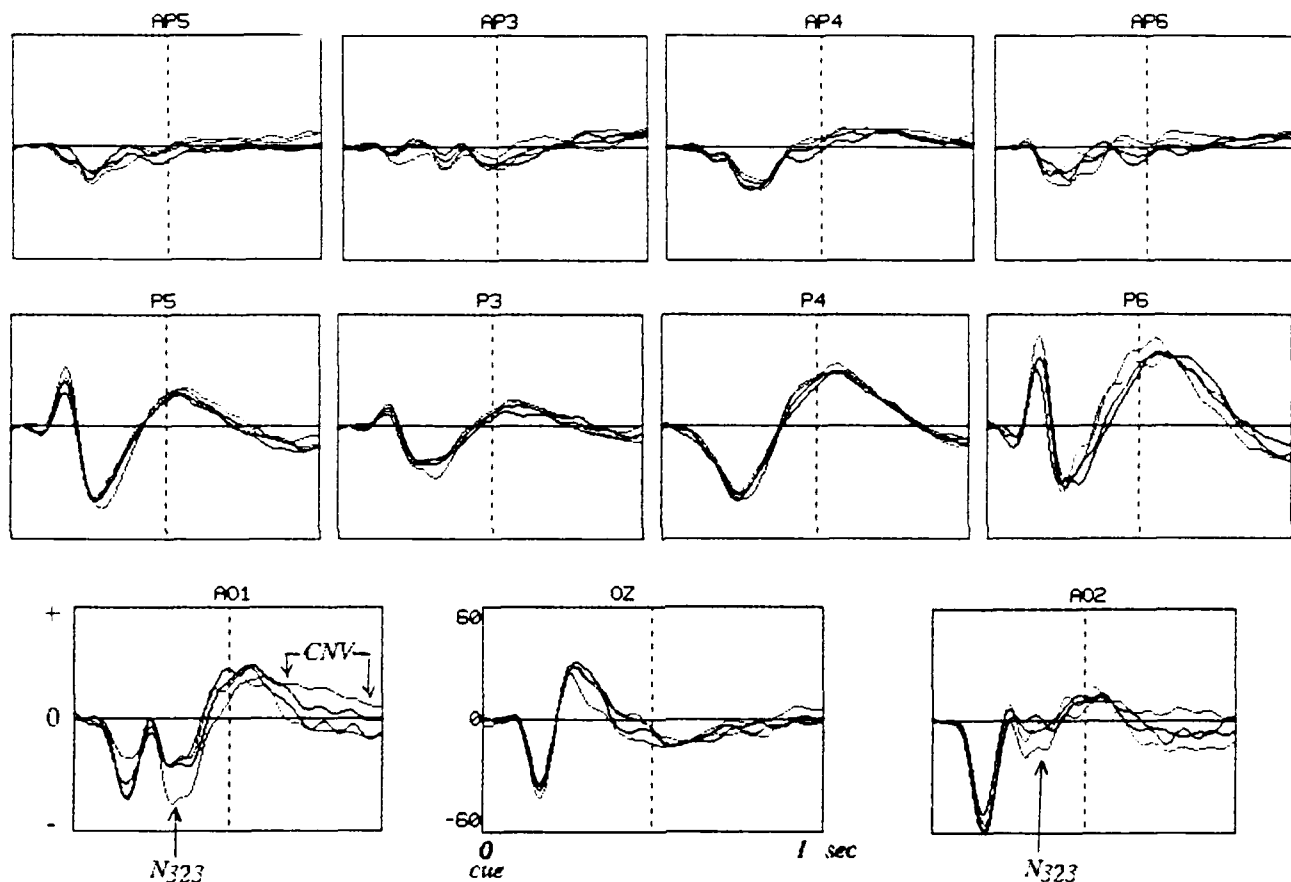 AP5 AP3 AP4 AP6
P5 P3 P4 P6
AO1 OZ AO2
+ 60
CNV
0 0
- -60
0 1 sec
cue
N323 N323